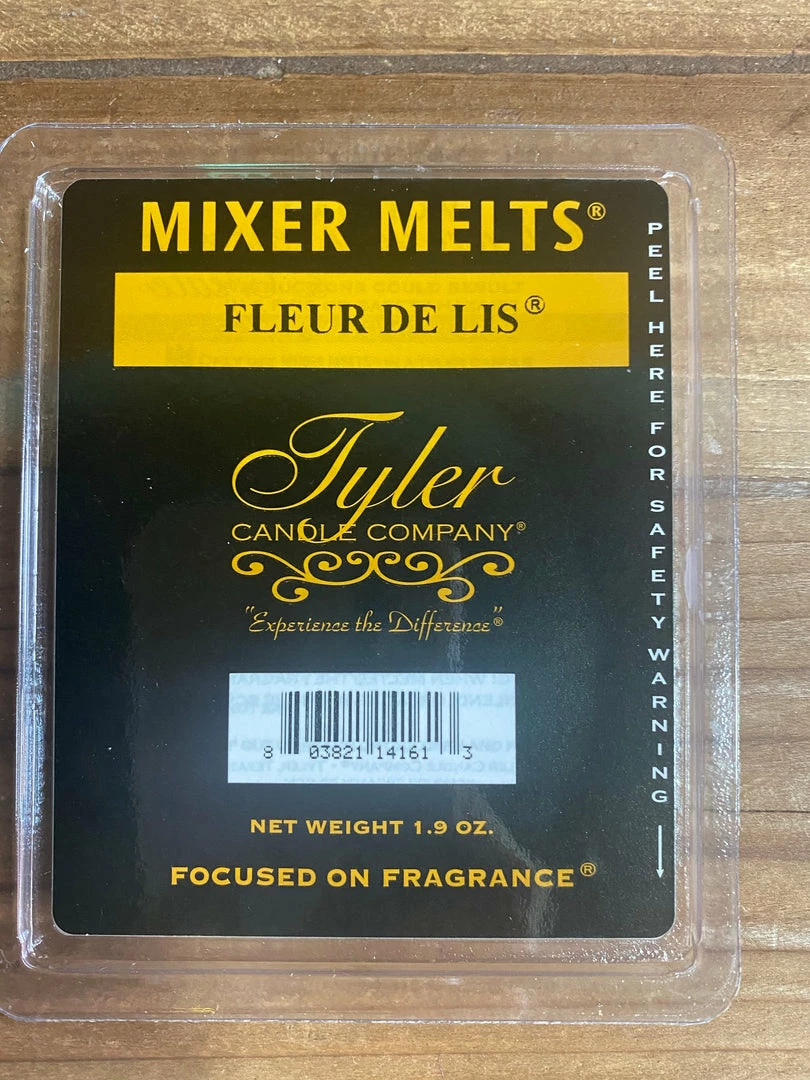 MIXER MELTS®
FLEUR DE LIS®
Tyler
CANDLE COMPANY®
"Experience the Difference"®
8 03821 14161 3
NET WEIGHT 1.9 OZ.
FOCUSED ON FRAGRANCE®
PEEL HERE FOR SAFETY WARNING